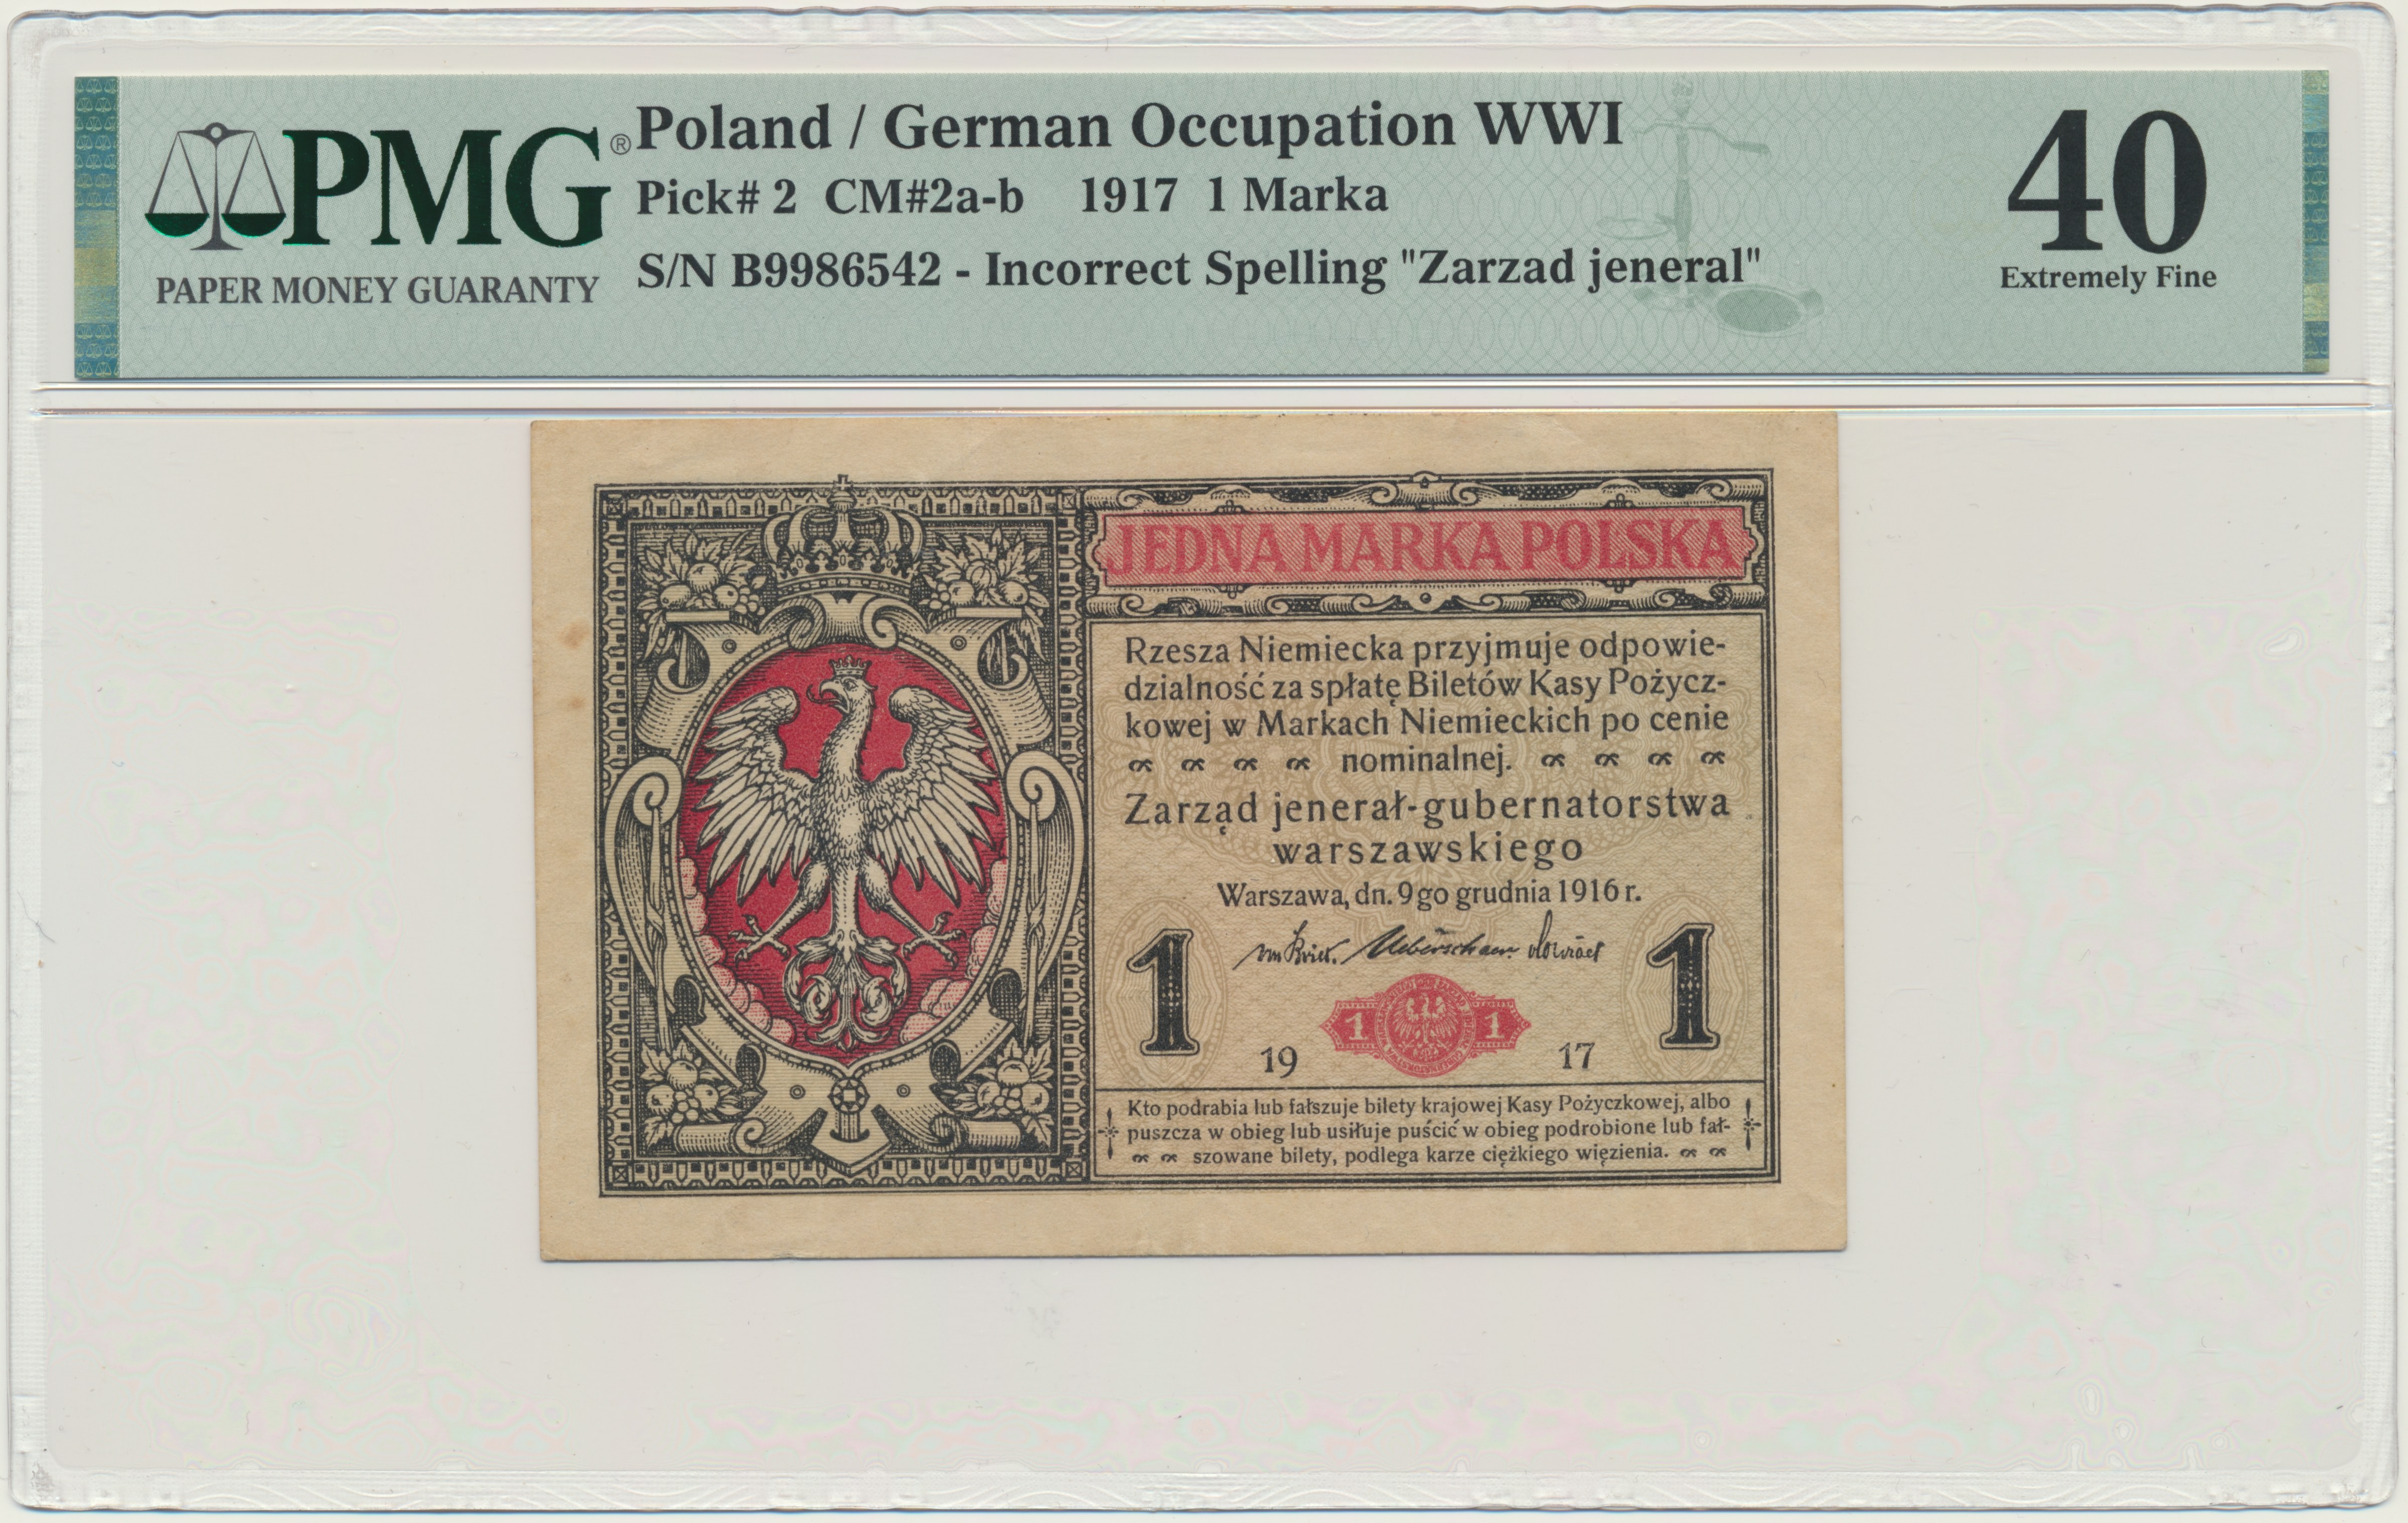 PMG®
PAPER MONEY GUARANTY
Poland / German Occupation WWI
Pick# 2 CM#2a-b 1917 1 Marka
S/N B9986542 - Incorrect Spelling "Zarzad jeneral"
40
Extremely Fine
JEDNA MARKA POLSKA
Rzesza Niemiecka przyjmuje odpowie-
dzialność za spłatę Biletów Kasy Pożycz-
kowej w Markach Niemieckich po cenie
nominalnej.
Zarząd jenerał-gubernatorstwa
warszawskiego
Warszawa, dn. 9go grudnia 1916 r.
1 1
1 1
19 17
Kto podrabia lub fałszuje bilety krajowej Kasy Pożyczkowej, albo
puszcza w obieg lub usiłuje puścić w obieg podrobione lub fał-
szowane bilety, podlega karze ciężkiego więzienia.